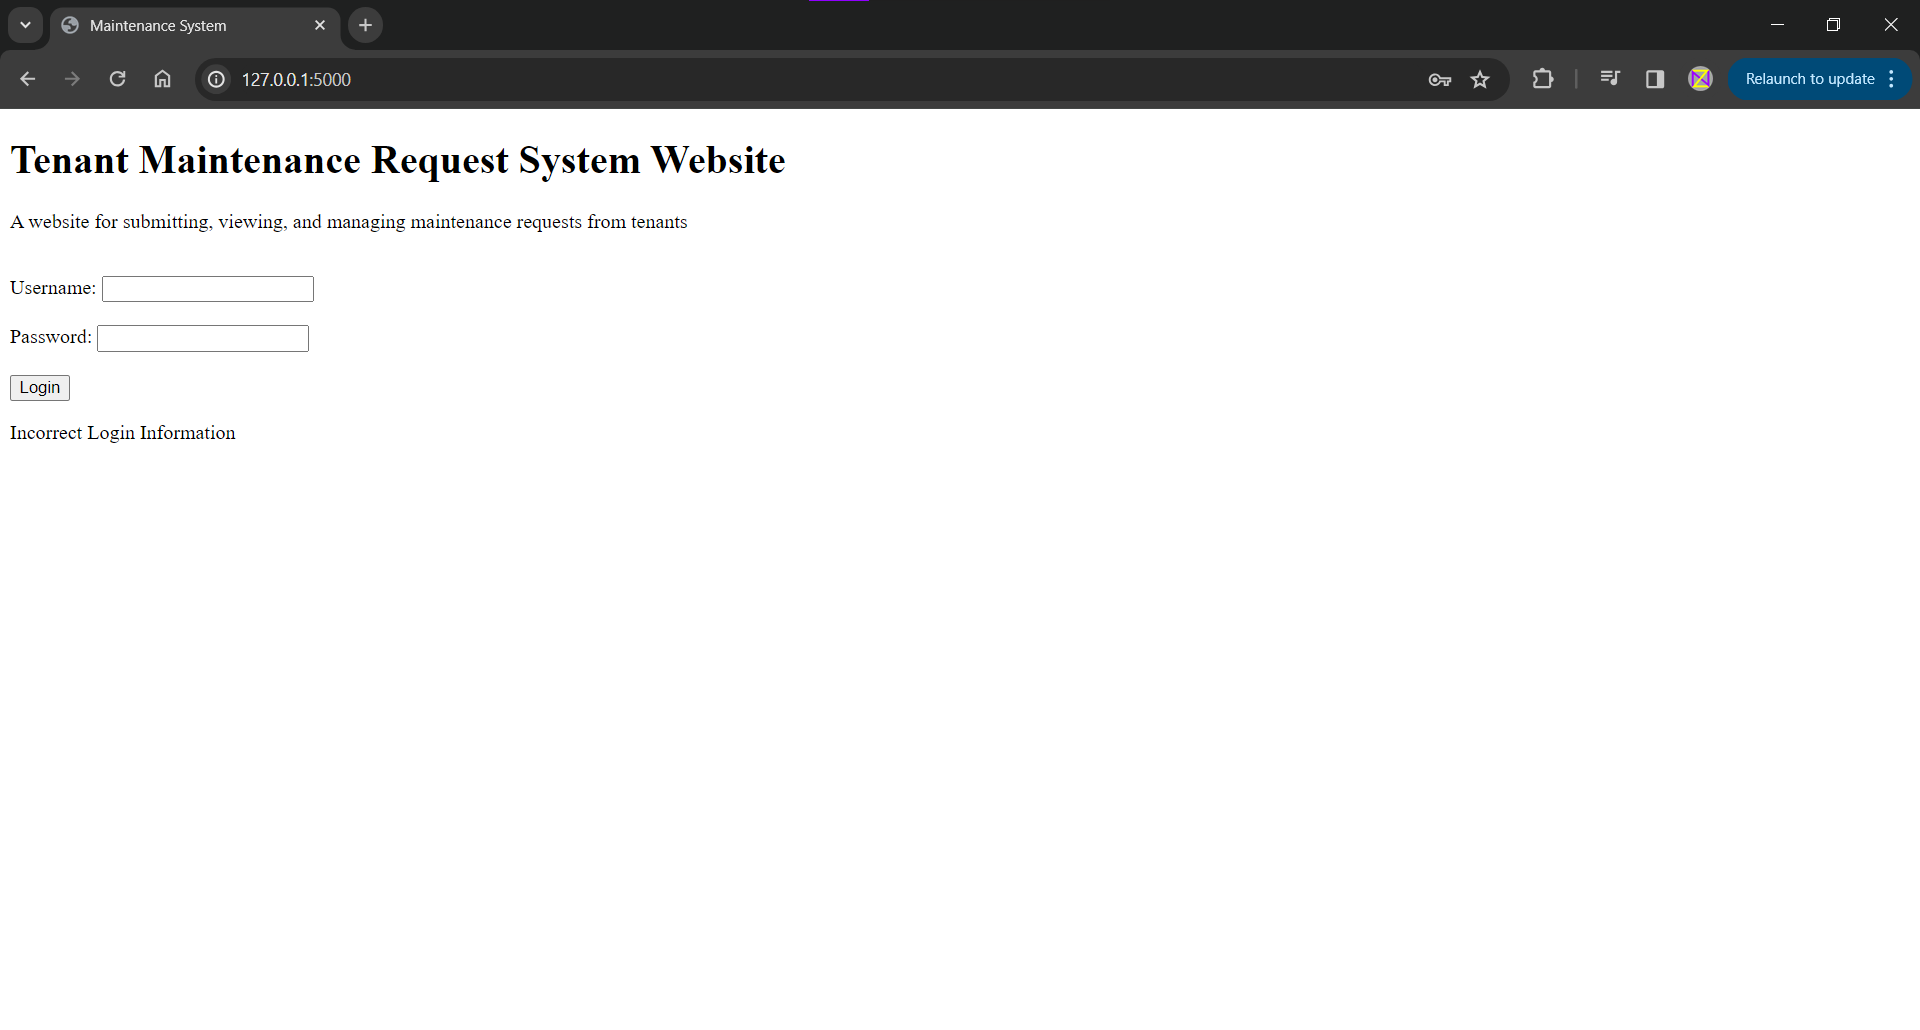 Maintenance System
127.0.0.1:5000
Relaunch to update
Tenant Maintenance Request System Website
A website for submitting, viewing, and managing maintenance requests from tenants
Username:
Password:
Login
Incorrect Login Information